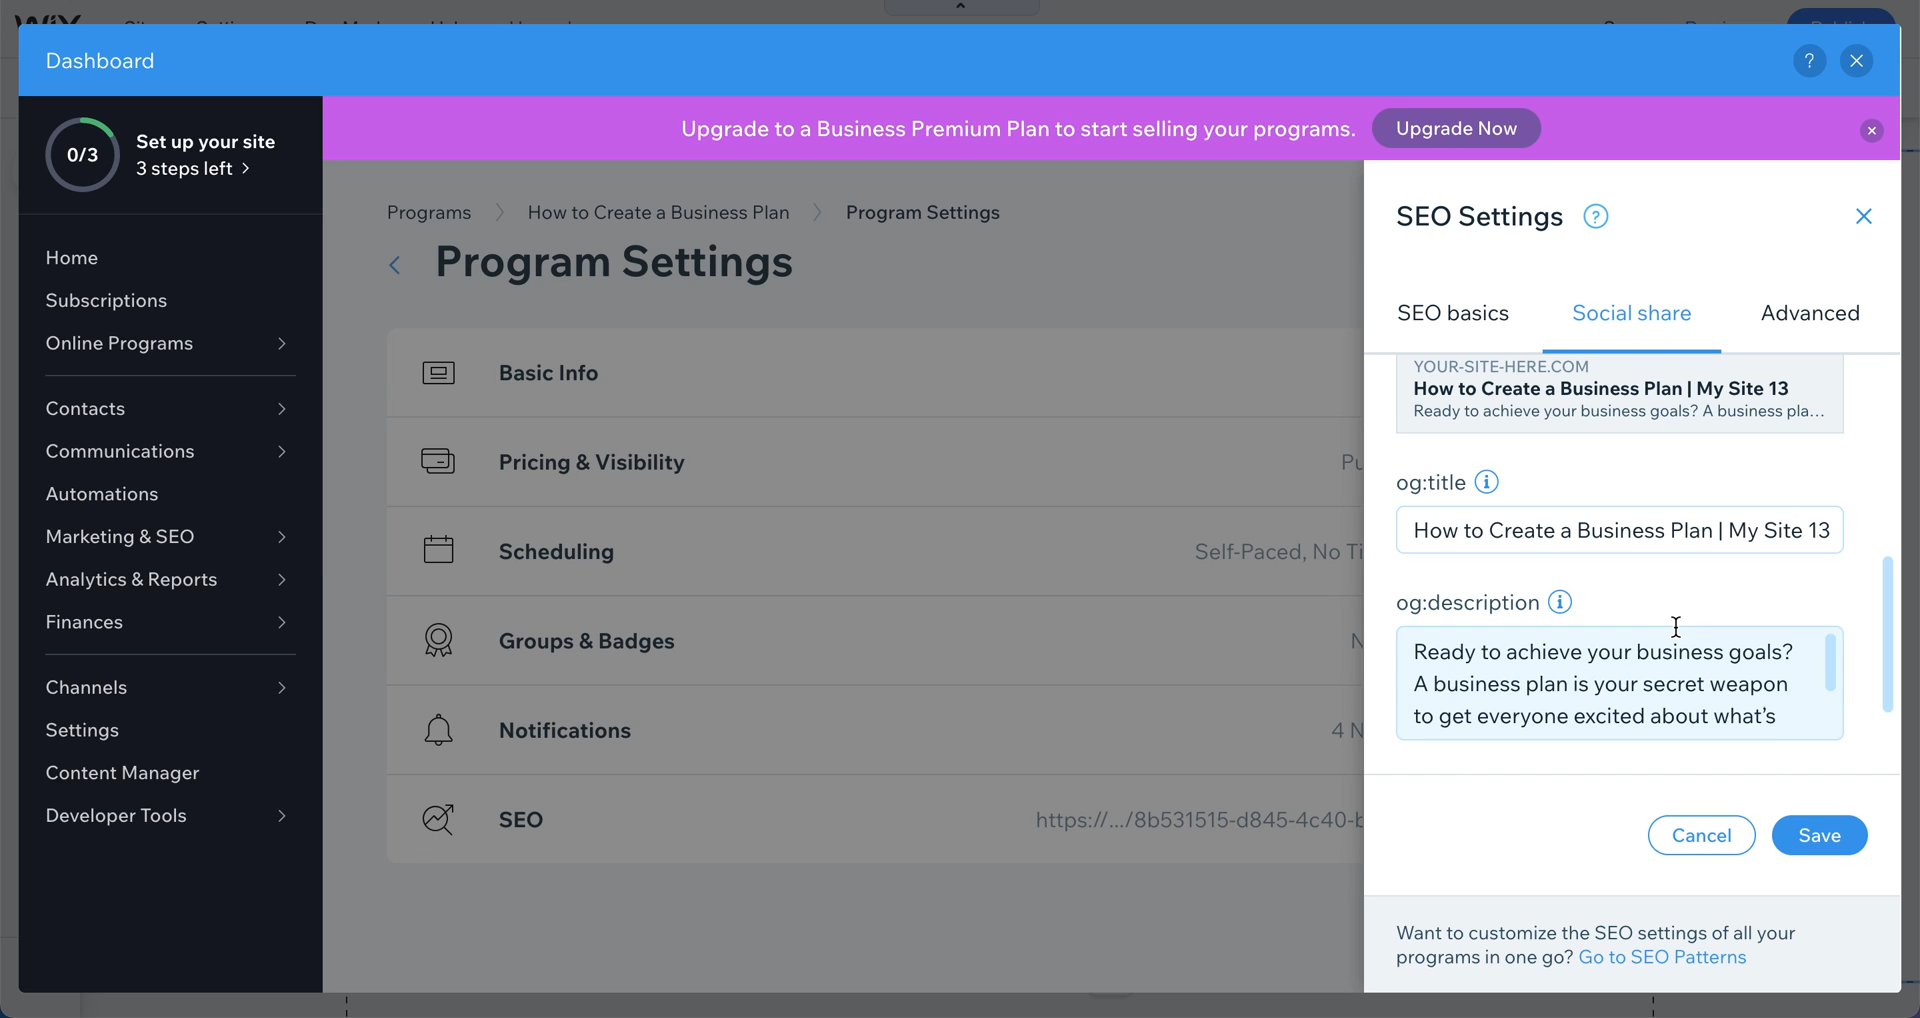 Dashboard
?
Upgrade to a Business Premium Plan to start selling your programs.
Upgrade Now
0/3
Set up your site
3 steps left
Home
Subscriptions
Online Programs
Contacts
Communications
Automations
Marketing & SEO
Analytics & Reports
Finances
Channels
Settings
Content Manager
Developer Tools
Programs
How to Create a Business Plan
Program Settings
Program Settings
Basic Info
Pricing & Visibility
Pu
Scheduling
Self-Paced, No Ti
Groups & Badges
N
Notifications
4 N
SEO
https://.../8b531515-d845-4c40-b
SEO Settings
?
SEO basics
Social share
Advanced
YOUR-SITE-HERE.COM
How to Create a Business Plan | My Site 13
Ready to achieve your business goals? A business pla...
og:title
How to Create a Business Plan | My Site 13
og:description
Ready to achieve your business goals?
A business plan is your secret weapon
to get everyone excited about what's
Cancel
Save
Want to customize the SEO settings of all your
programs in one go? Go to SEO Patterns